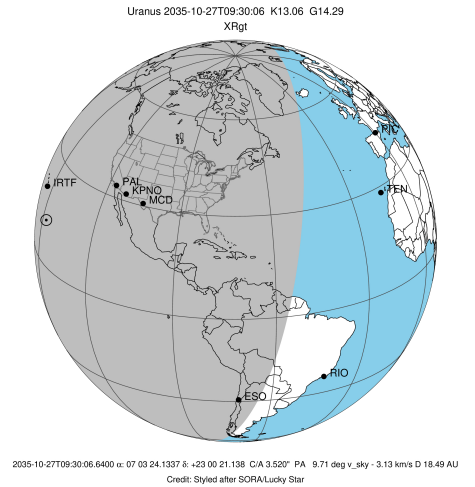 Uranus 2035-10-27T09:30:06 K13.06 G14.29
XRgt
PIC
TEN
IRTF
PAL
KPNO
MCD
RIO
ESO
2035-10-27T09:30:06.6400 α: 07 03 24.1337 δ: +23 00 21.138 C/A 3.520" PA 9.71 deg v_sky - 3.13 km/s D 18.49 AU
Credit: Styled after SORA/Lucky Star